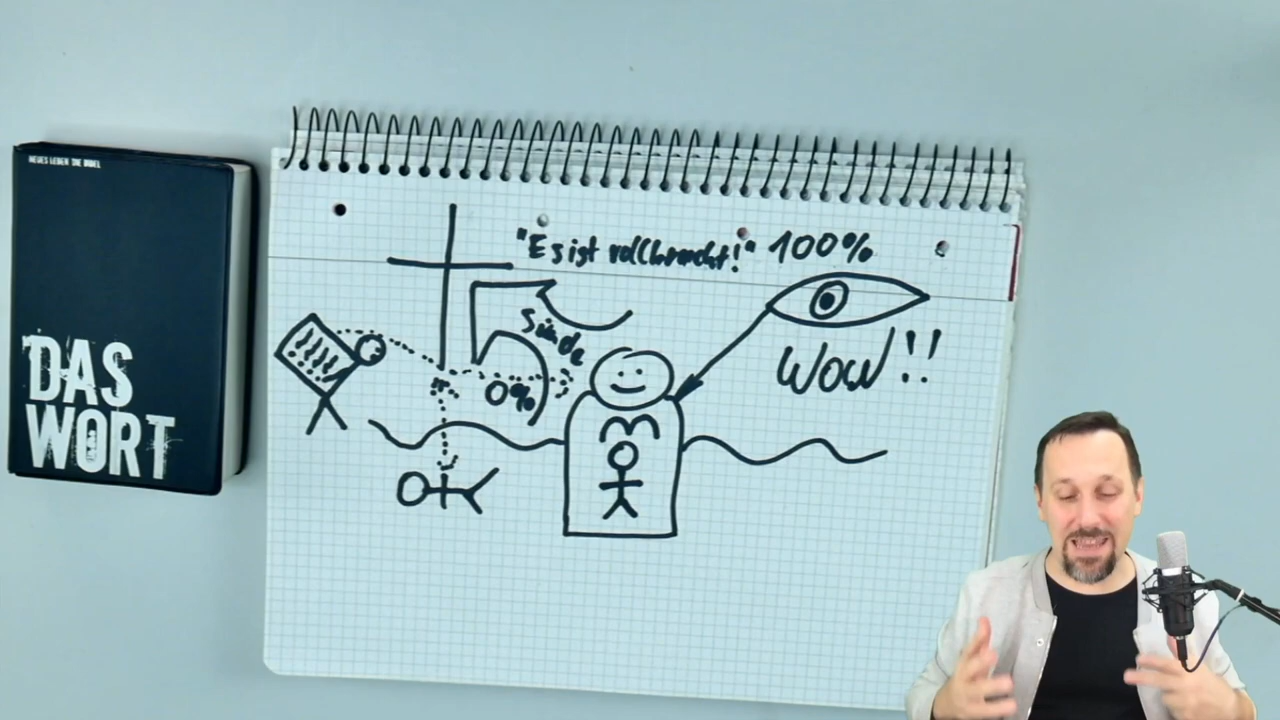 NEUES LEBEN DIE BIBEL
DAS
WORT
"Es ist vollbracht!" 100%
Sünde
0%
WOW!!